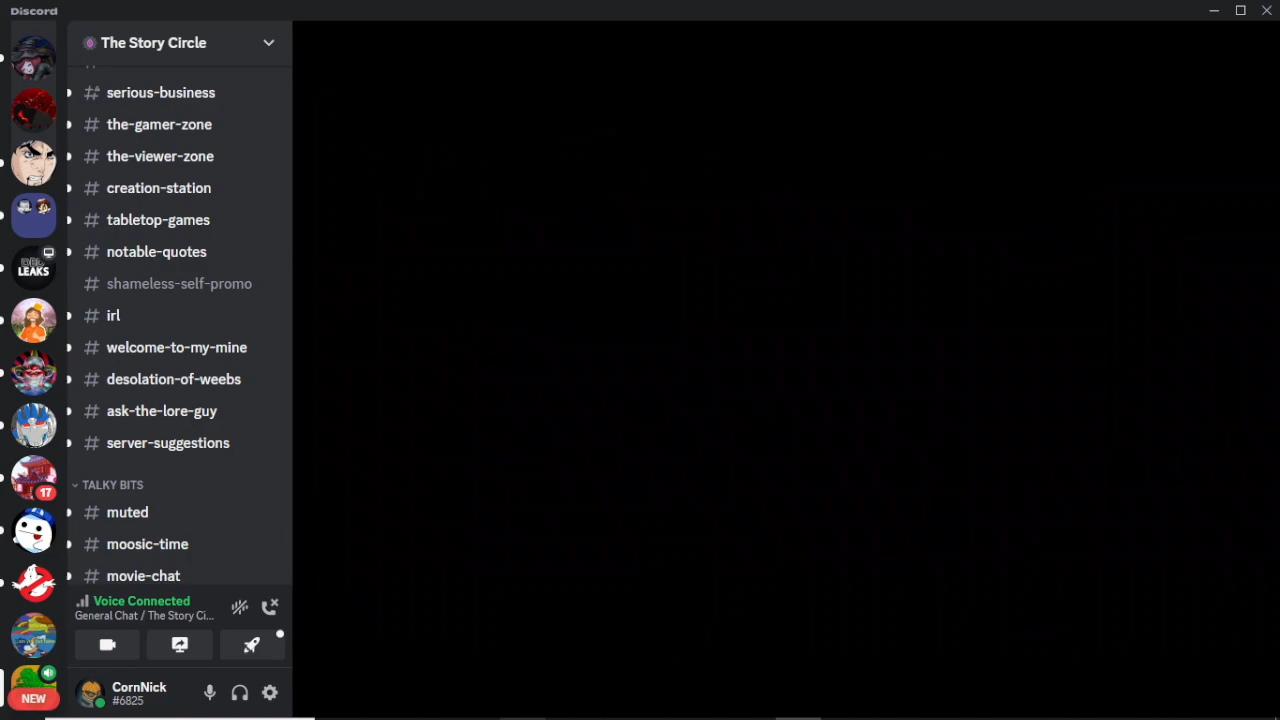 Discord
The Story Circle
serious-business
the-gamer-zone
the-viewer-zone
creation-station
tabletop-games
notable-quotes
LEAKS
shameless-self-promo
irl
welcome-to-my-mine
desolation-of-weebs
ask-the-lore-guy
server-suggestions
TALKY BITS
17
muted
moosic-time
movie-chat
Voice Connected
General Chat / The Story Ci...
CornNick
#6825
NEW